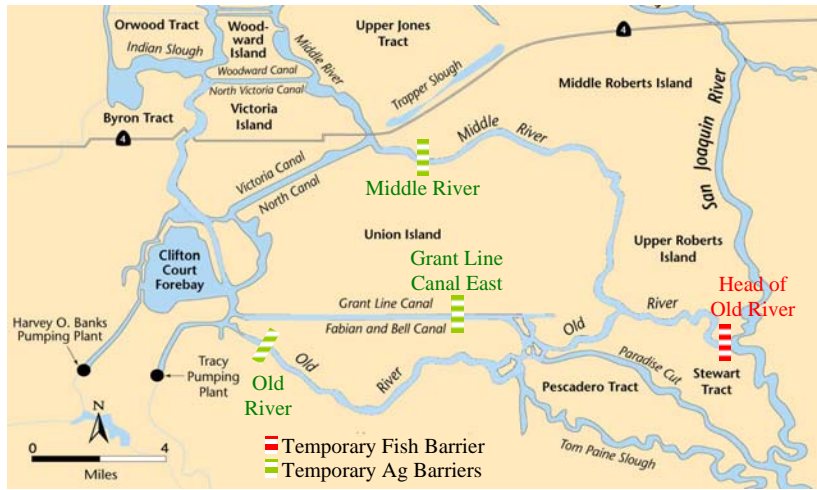 Orwood Tract
Wood-
ward
Island
Upper Jones
Tract
4
Indian Slough
Woodward Canal
Middle River
Trapper Slough
Middle Roberts Island
San Joaquin River
North Victoria Canal
Byron Tract
Victoria
Island
4
Middle River
Victoria Canal
North Canal
Middle River
Union Island
Upper Roberts
Island
Clifton
Court
Forebay
Grant Line
Canal East
Head of
Old River
Grant Line Canal
Fabian and Bell Canal
Old River
Harvey O. Banks
Pumping Plant
Tracy
Pumping
Plant
Old River
Old
River
Paradise Cut
Stewart
Tract
Pescadero Tract
N
Tom Paine Slough
0 4
Miles
Temporary Fish Barrier
Temporary Ag Barriers